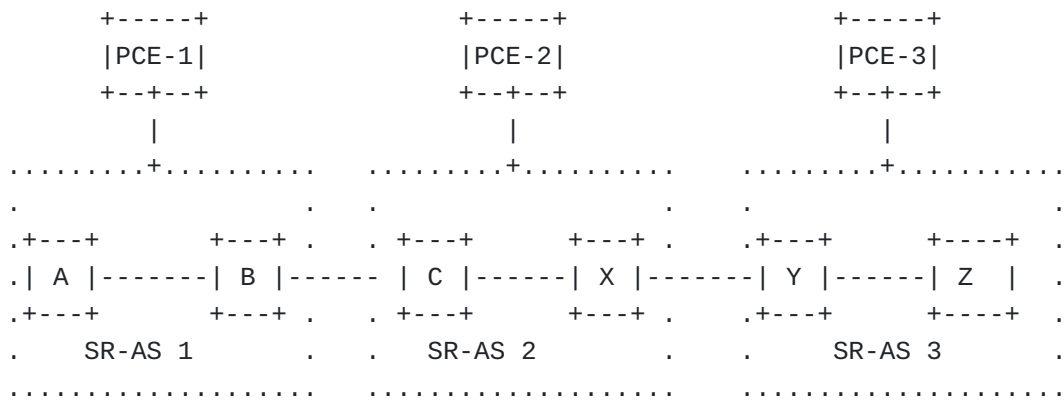 +-----+                 +-----+                  +-----+
       |PCE-1|                 |PCE-2|                  |PCE-3|
       +--+--+                 +--+--+                  +--+--+
          |                       |                        |
..........+..........   ..........+..........   ..........+............
.                   .   .                   .   .                     .
.+---+       +---+  .   . +---+      +---+  .   .+---+       +----+   .
.| A |-------| B |------ | C |------| X |-------| Y |------| Z  |   .
.+---+       +---+  .   . +---+      +---+  .   .+---+       +----+   .
.     SR-AS 1       .   .    SR-AS 2        .   .      SR-AS 3        .
.....................   .....................   .......................